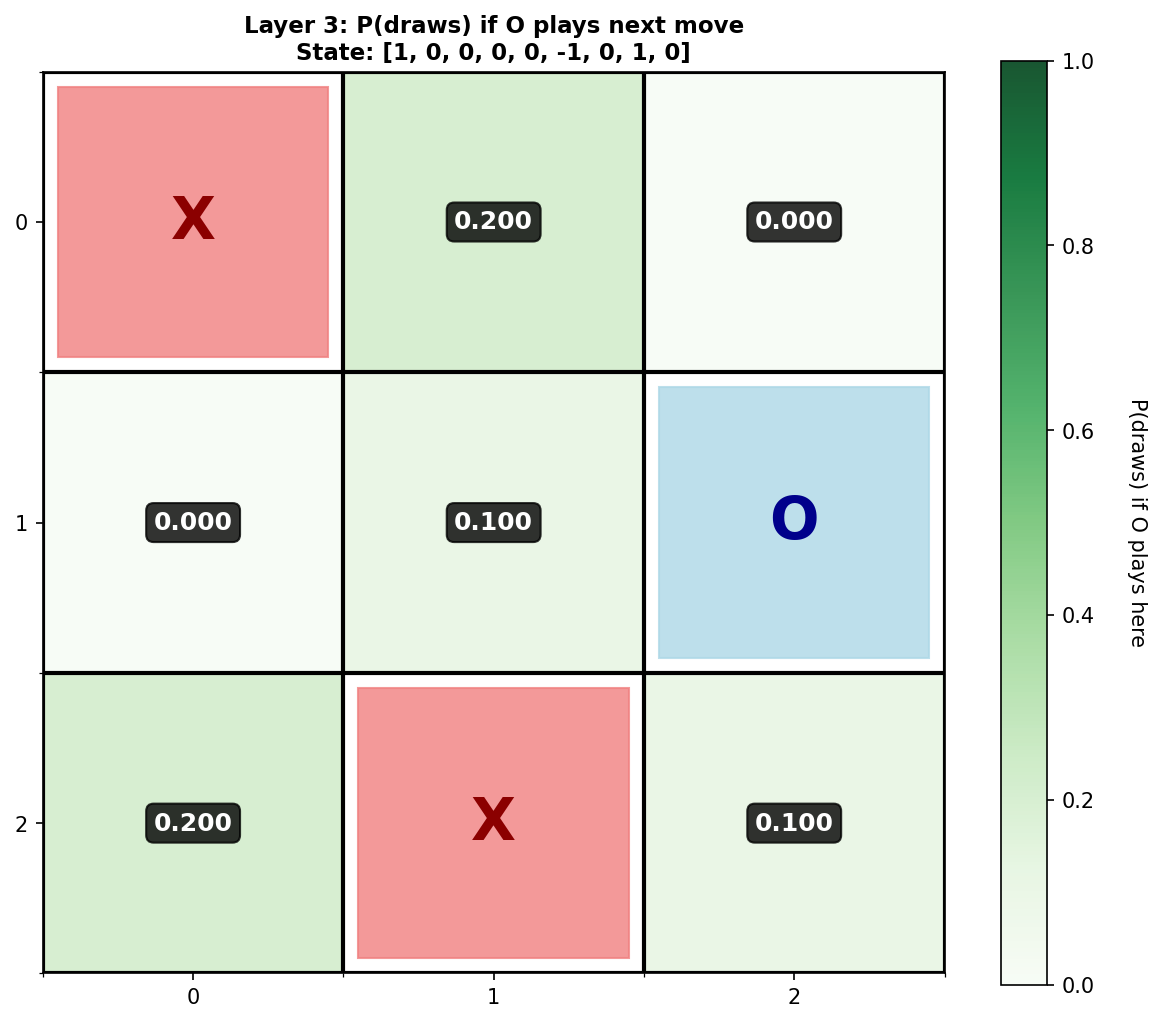 Layer 3: P(draws) if O plays next move
State: [1, 0, 0, 0, 0, -1, 0, 1, 0]
X 0.200 0.000
0
0.000 0.100 O
1
0.200 X 0.100
2
0 1 2
1.0
0.8
0.6
0.4
0.2
0.0
P(draws) if O plays here